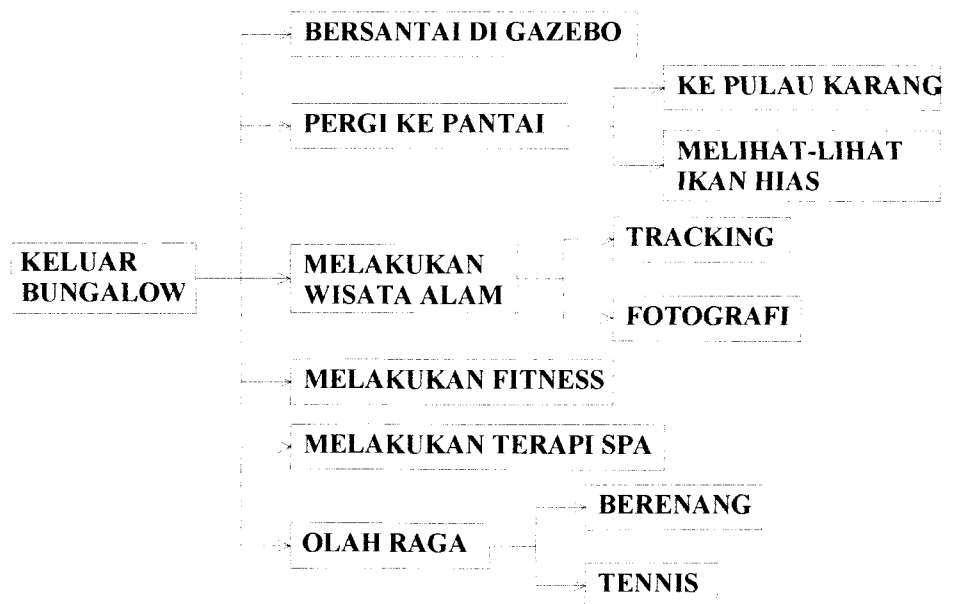 BERSANTAI DI GAZEBO
PERGI KE PANTAI
KE PULAU KARANG
MELIHAT-LIHAT
IKAN HIAS
KELUAR
BUNGALOW
MELAKUKAN
WISATA ALAM
TRACKING
FOTOGRAFI
MELAKUKAN FITNESS
MELAKUKAN TERAPI SPA
OLAH RAGA
BERENANG
TENNIS